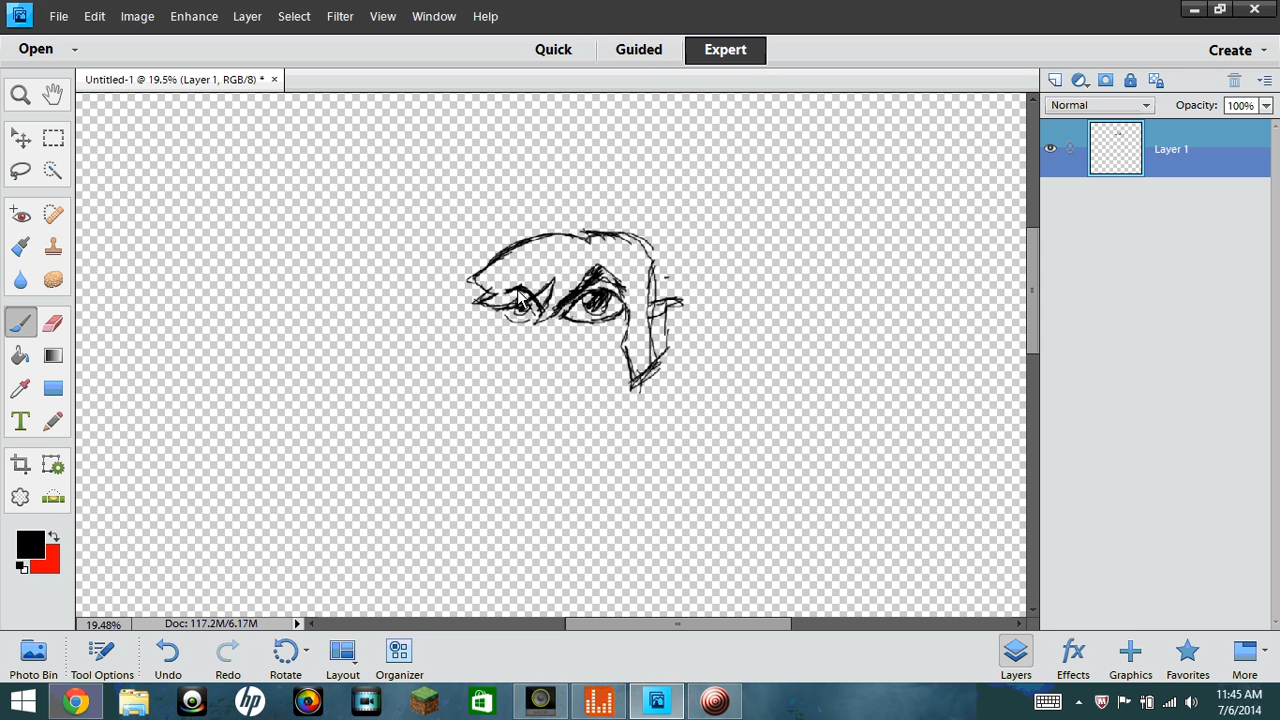 File Edit Image Enhance Layer Select Filter View Window Help
Open Quick Guided Expert Create
Untitled-1 @ 19.5% (Layer 1, RGB/8) * ×
Normal Opacity: 100%
Layer 1
T
19.48% Doc: 117.2M/6.17M
fx
Photo Bin Tool Options Undo Redo Rotate Layout Organizer Layers Effects Graphics Favorites More
hp
11:45 AM
7/6/2014